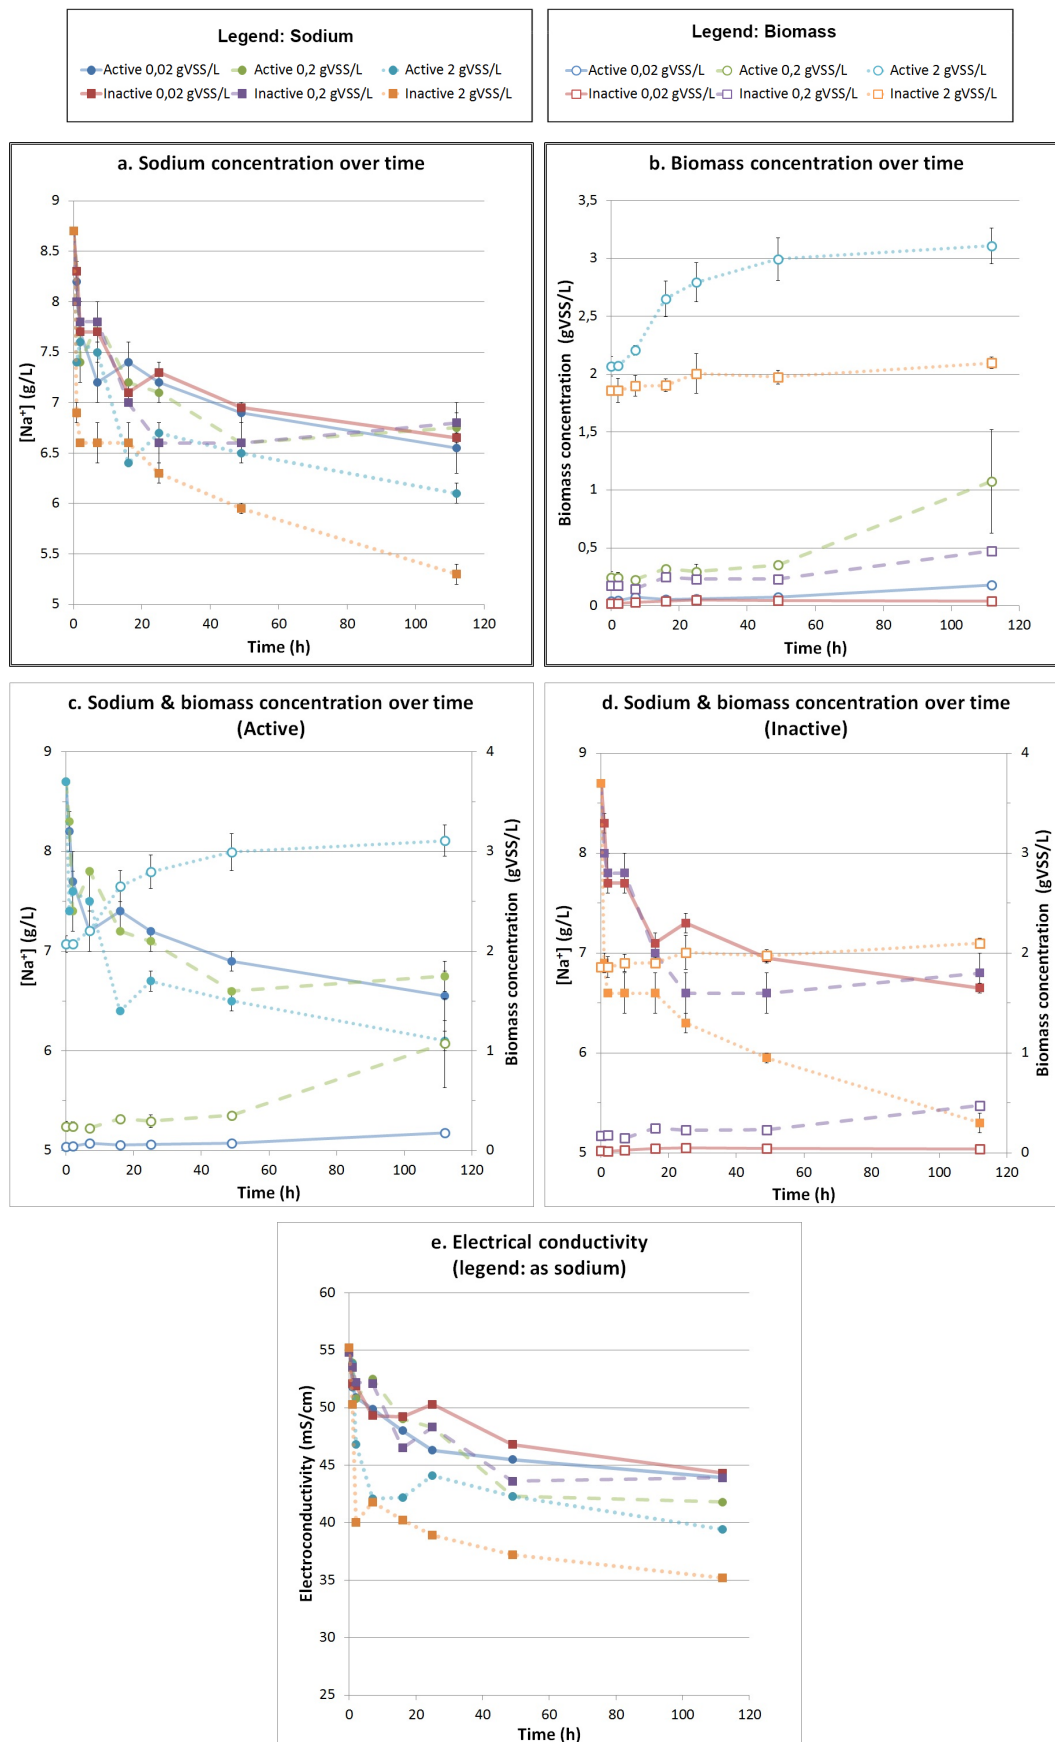 Legend: Sodium
Active 0,02 gVSS/L Active 0,2 gVSS/L Active 2 gVSS/L
Inactive 0,02 gVSS/L Inactive 0,2 gVSS/L Inactive 2 gVSS/L
Legend: Biomass
Active 0,02 gVSS/L Active 0,2 gVSS/L Active 2 gVSS/L
Inactive 0,02 gVSS/L Inactive 0,2 gVSS/L Inactive 2 gVSS/L
a. Sodium concentration over time
[Na⁺] (g/L)
9
8.5
8
7.5
7
6.5
6
5.5
5
0 20 40 60 80 100 120
Time (h)
b. Biomass concentration over time
Biomass concentration (gVSS/L)
3,5
3
2,5
2
1,5
1
0,5
0
0 20 40 60 80 100 120
Time (h)
c. Sodium & biomass concentration over time
(Active)
[Na⁺] (g/L)
9
8
7
6
5
4
3
2
1
0
Biomass concentration (gVSS/L)
0 20 40 60 80 100 120
Time (h)
d. Sodium & biomass concentration over time
(Inactive)
[Na⁺] (g/L)
9
8
7
6
5
4
3
2
1
0
Biomass concentration (gVSS/L)
0 20 40 60 80 100 120
Time (h)
e. Electrical conductivity
(legend: as sodium)
Electroconductivity (mS/cm)
60
55
50
45
40
35
30
25
0 20 40 60 80 100 120
Time (h)